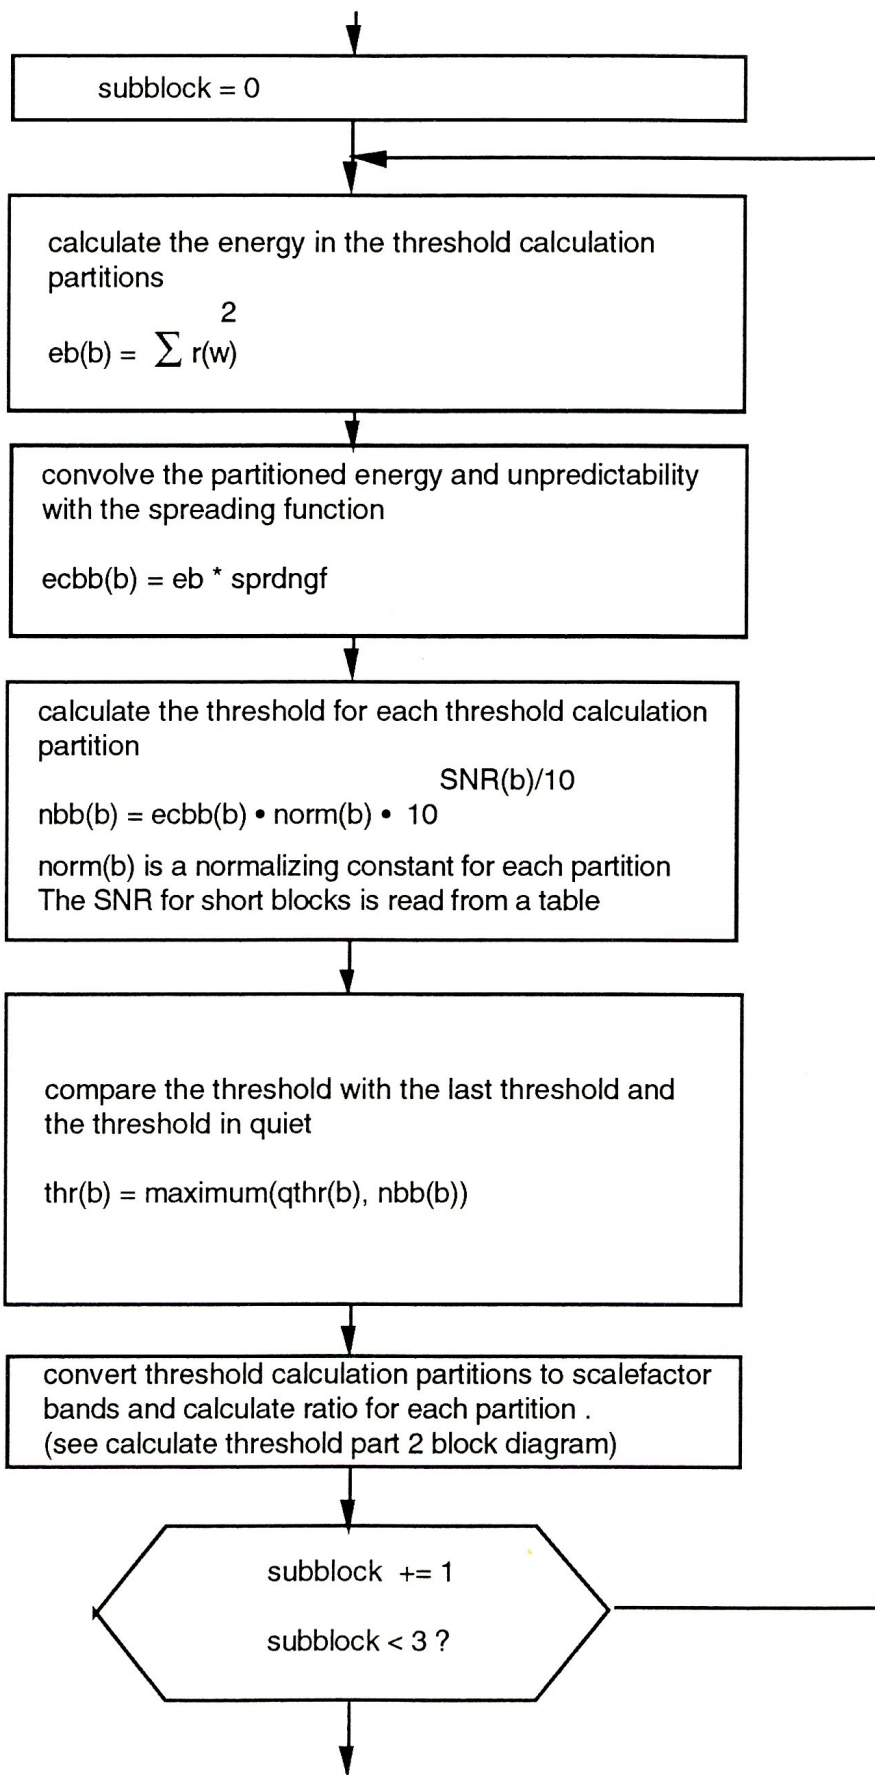 subblock = 0
calculate the energy in the threshold calculation
partitions
2
eb(b) = ∑ r(w)
convolve the partitioned energy and unpredictability
with the spreading function
ecbb(b) = eb * sprdngf
calculate the threshold for each threshold calculation
partition
SNR(b)/10
nbb(b) = ecbb(b) • norm(b) • 10
norm(b) is a normalizing constant for each partition
The SNR for short blocks is read from a table
compare the threshold with the last threshold and
the threshold in quiet
thr(b) = maximum(qthr(b), nbb(b))
convert threshold calculation partitions to scalefactor
bands and calculate ratio for each partition .
(see calculate threshold part 2 block diagram)
subblock += 1
subblock < 3 ?